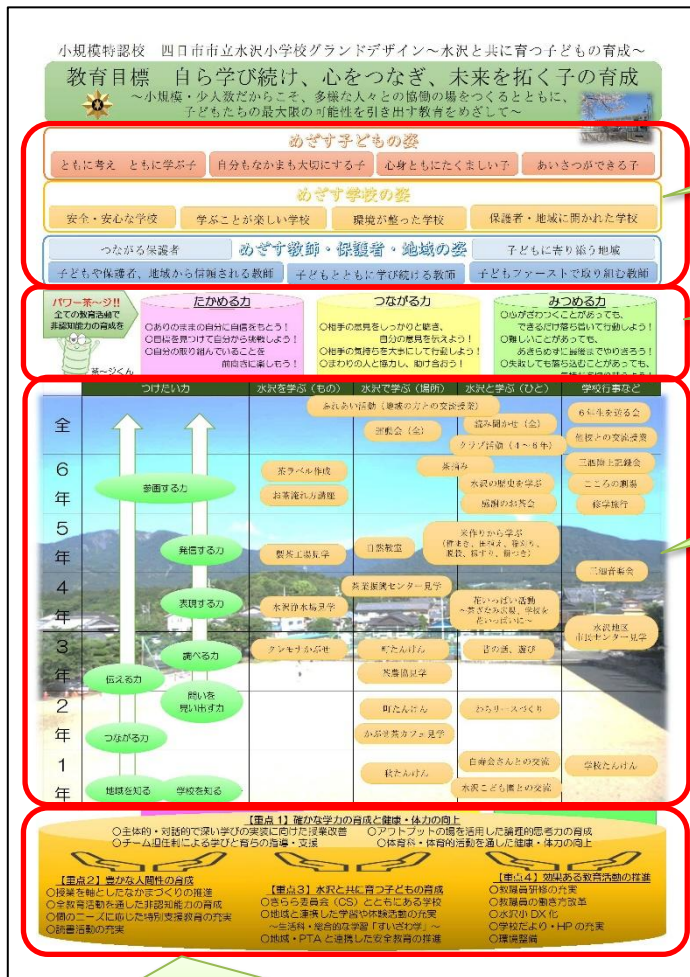 小規模特認校　四日市市立水沢小学校グランドデザイン～水沢と共に育つ子どもの育成～
教育目標　自ら学び続け、心をつなぎ、未来を拓く子の育成
～小規模・少人数だからこそ、多様な人々との協働の場をつくるとともに、
子どもたちの最大限の可能性を引き出す教育をめざして～
めざす子どもの姿
ともに考え　ともに学ぶ子　自分もなかまも大切にする子　心身ともにたくましい子　あいさつができる子
めざす学校の姿
安全・安心な学校　学ぶことが楽しい学校　環境が整った学校　保護者・地域に開かれた学校
つながる保護者　めざす教師・保護者・地域の姿　子どもに寄り添う地域
子どもや保護者、地域から信頼される教師　子どもとともに学び続ける教師　子どもファーストで取り組む教師
パワー茶～ジ!!
全ての教育活動で
非認知能力の育成を
茶～ジくん
たかめる力
○ありのままの自分に自信をもとう！
○目標を見つけて自分から挑戦しよう！
○自分の取り組んでいることを
前向きに楽しもう！
つながる力
○相手の意見をしっかりと聴き、
自分の意見を伝えよう！
○相手の気持ちを大事にして行動しよう！
○まわりの人と協力し、助け合おう！
みつめる力
○心がざわつくことがあっても、
できるだけ落ち着いて行動しよう！
○難しいことがあっても、
あきらめずに最後までやりきろう！
○失敗しても落ち込むことがあっても、
つけたい力　水沢を学ぶ（もの）　水沢で学ぶ（場所）　水沢と学ぶ（ひと）　学校行事など
全
ふれあい活動（地域の方との交流授業）
運動会（全）
読み聞かせ（全）
クラブ活動（４～６年）
６年生を送る会
他校との交流授業
６年
参画する力
茶ラベル作成
お茶淹れ方講座
茶摘み
水沢の歴史を学ぶ
感謝のお茶会
三泗陸上記録会
こころの劇場
修学旅行
５年
発信する力
製茶工場見学
自然教室
米作りから学ぶ
三泗音楽会
４年
表現する力
水沢浄水場見学
茶業振興センター見学
花いっぱい活動
～茶ぎなみ広場、学校を
花いっぱいに～
水沢地区
市民センター見学
３年
調べる力
伝える力
町たんけん
茶農協見学
昔の話、遊び
２年
問いを
見い出す力
つながる力
町たんけん
かぶせ茶カフェ見学
わらリースづくり
１年
地域を知る
学校を知る
秋たんけん
白寿会さんとの交流
水沢こども園との交流
学校たんけん
【重点１】確かな学力の育成と健康・体力の向上
○主体的・対話的で深い学びの実装に向けた授業改善　○アウトプットの場を活用した論理的思考力の育成
○チーム担任制による学びと育ちの指導・支援　○体育科・体育的活動を通した健康・体力の向上
【重点２】豊かな人間性の育成
○授業を軸としたなかまづくりの推進
○全教育活動を通した非認知能力の育成
○個のニーズに応じた特別支援教育の充実
○読書活動の充実
【重点３】水沢と共に育つ子どもの育成
○きらら委員会（CS）とともにある学校
○地域と連携した学習や体験活動の充実
～生活科・総合的な学習「すいざわ学」～
○地域・PTAと連携した安全教育の推進
【重点４】効果ある教育活動の推進
○教職員研修の充実
○教職員の働き方改革
○水沢小DX化
○学校だより・HPの充実
○環境整備